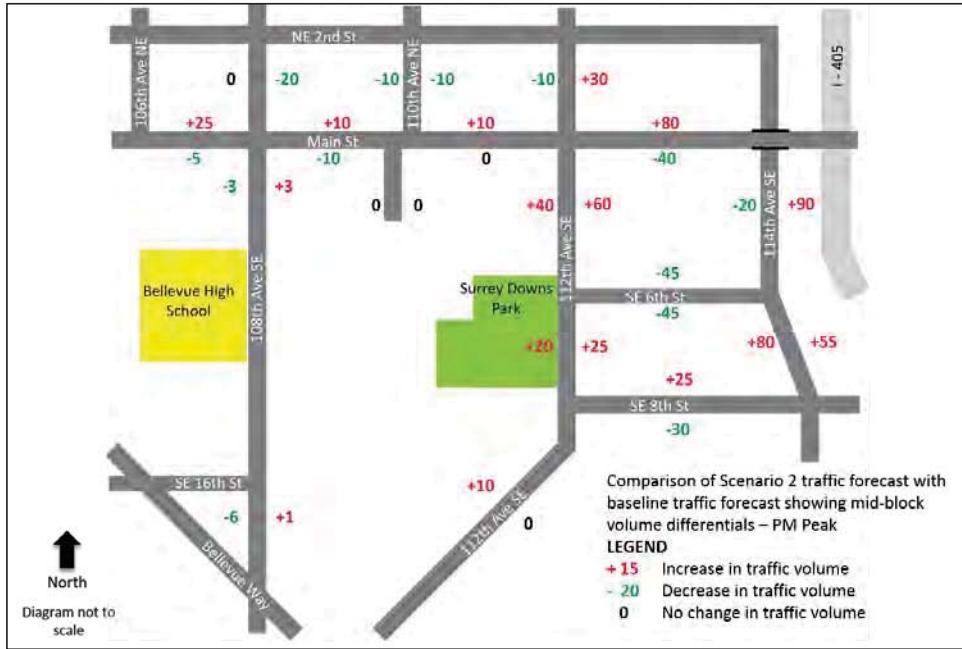 NE 2nd St
106th Ave NE
110th Ave NE
I - 405
0
-20
-10
-10
-10
+30
+25
+10
+10
+80
Main St
-5
-10
0
-40
-3
+3
0
0
+40
+60
-20
+90
114th Ave SE
112th Ave SE
108th Ave SE
Bellevue High
School
Surrey Downs
Park
-45
SE 6th St
-45
+20
+25
+80
+55
+25
SE 8th St
-30
SE 16th St
-6
+1
Bellevue Way
+10
0
112th Ave SE
North
Diagram not to
scale
Comparison of Scenario 2 traffic forecast with
baseline traffic forecast showing mid-block
volume differentials – PM Peak
LEGEND
+ 15 Increase in traffic volume
- 20 Decrease in traffic volume
0 No change in traffic volume